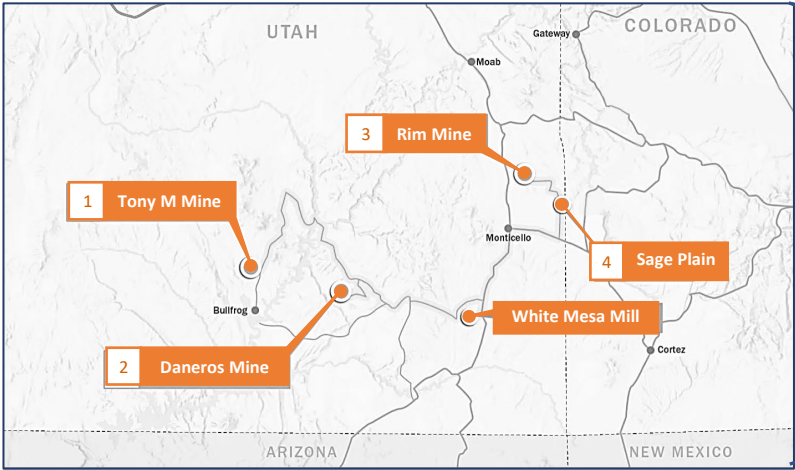 UTAH
COLORADO
Gateway
Moab
3 Rim Mine
1 Tony M Mine
Monticello
4 Sage Plain
Bullfrog
White Mesa Mill
2 Daneros Mine
Cortez
ARIZONA
NEW MEXICO